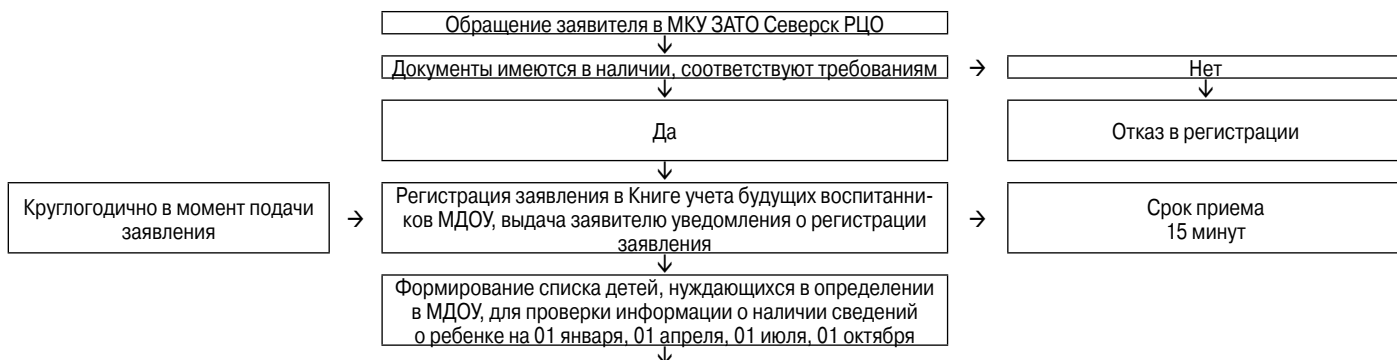 Обращение заявителя в МКУ ЗАТО Северск РЦО
Документы имеются в наличии, соответствуют требованиям
Нет
Да
Отказ в регистрации
Круглогодично в момент подачи
заявления
Регистрация заявления в Книге учета будущих воспитанни-
ков МДОУ, выдача заявителю уведомления о регистрации
заявления
Срок приема
15 минут
Формирование списка детей, нуждающихся в определении
в МДОУ, для проверки информации о наличии сведений
о ребенке на 01 января, 01 апреля, 01 июля, 01 октября